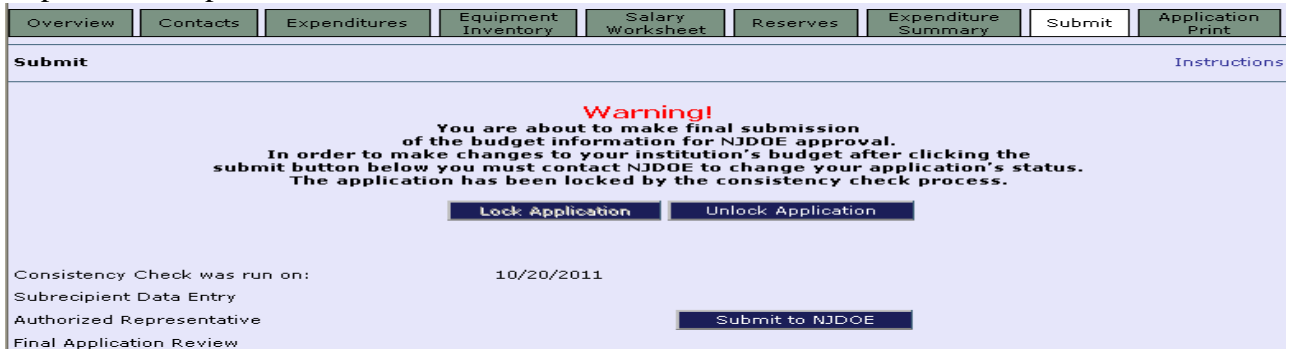 Overview Contacts Expenditures Equipment Inventory Salary Worksheet Reserves Expenditure Summary Submit Application Print
Submit Instructions
Warning!
You are about to make final submission
of the budget information for NJDOE approval.
In order to make changes to your institution's budget after clicking the
submit button below you must contact NJDOE to change your application's status.
The application has been locked by the consistency check process.
Lock Application Unlock Application
Consistency Check was run on: 10/20/2011
Subrecipient Data Entry
Authorized Representative Submit to NJDOE
Final Application Review